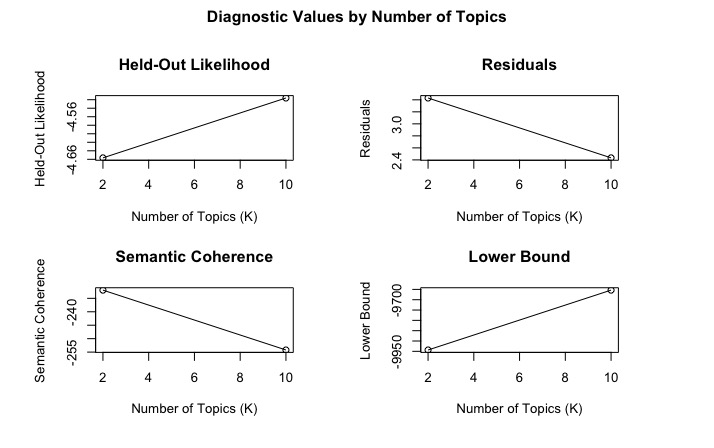 Diagnostic Values by Number of Topics
Held-Out Likelihood
Held-Out Likelihood
-4.56
-4.66
2 4 6 8 10
Number of Topics (K)
Residuals
Residuals
3.0
2.4
2 4 6 8 10
Number of Topics (K)
Semantic Coherence
Semantic Coherence
-240
-255
2 4 6 8 10
Number of Topics (K)
Lower Bound
Lower Bound
-9700
-9950
2 4 6 8 10
Number of Topics (K)